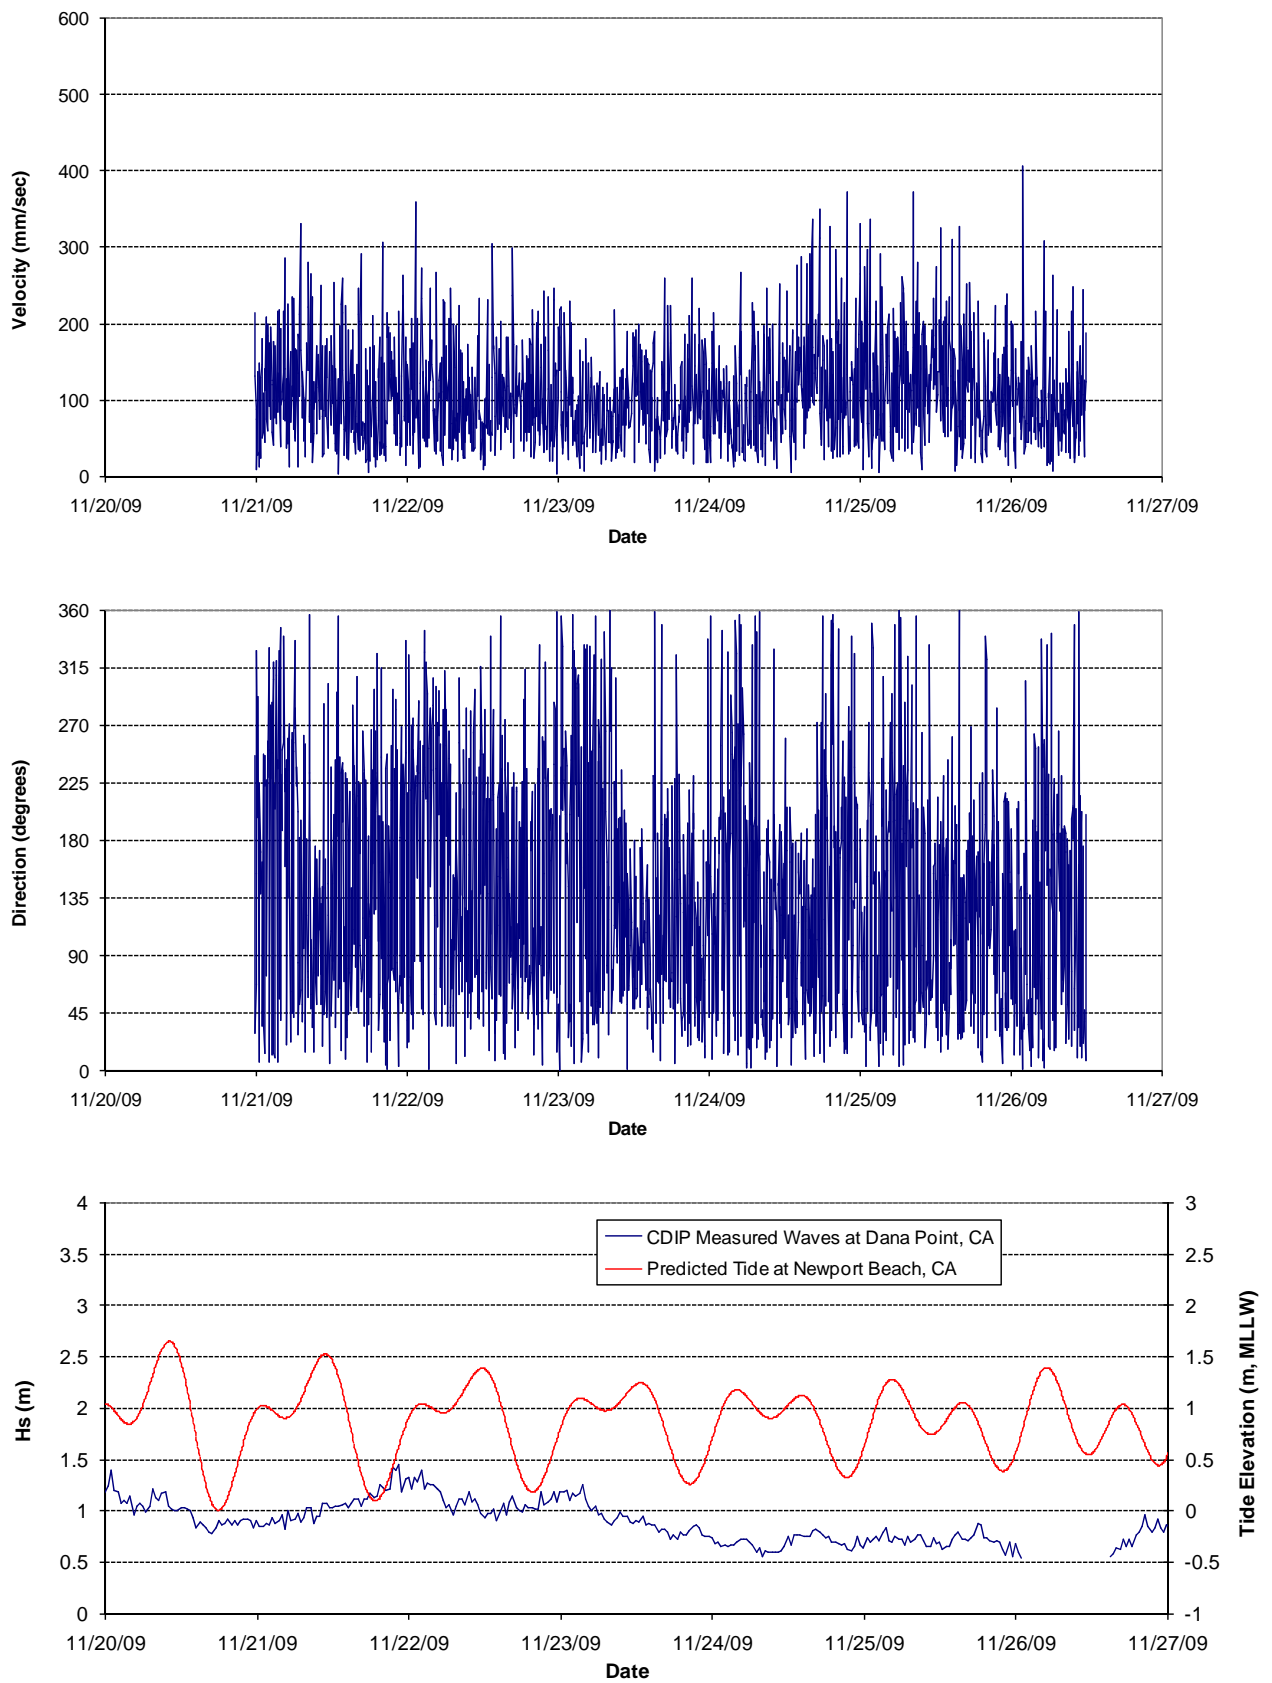 600
500
400
300
200
100
0
Velocity (mm/sec)
11/20/09 11/21/09 11/22/09 11/23/09 11/24/09 11/25/09 11/26/09 11/27/09
Date
360
315
270
225
180
135
90
45
0
Direction (degrees)
11/20/09 11/21/09 11/22/09 11/23/09 11/24/09 11/25/09 11/26/09 11/27/09
Date
4 3
3.5 2.5
3 2
2.5 1.5
2 1
1.5 0.5
1 0
0.5 -0.5
0 -1
Hs (m)
Tide Elevation (m, MLLW)
CDIP Measured Waves at Dana Point, CA
Predicted Tide at Newport Beach, CA
11/20/09 11/21/09 11/22/09 11/23/09 11/24/09 11/25/09 11/26/09 11/27/09
Date